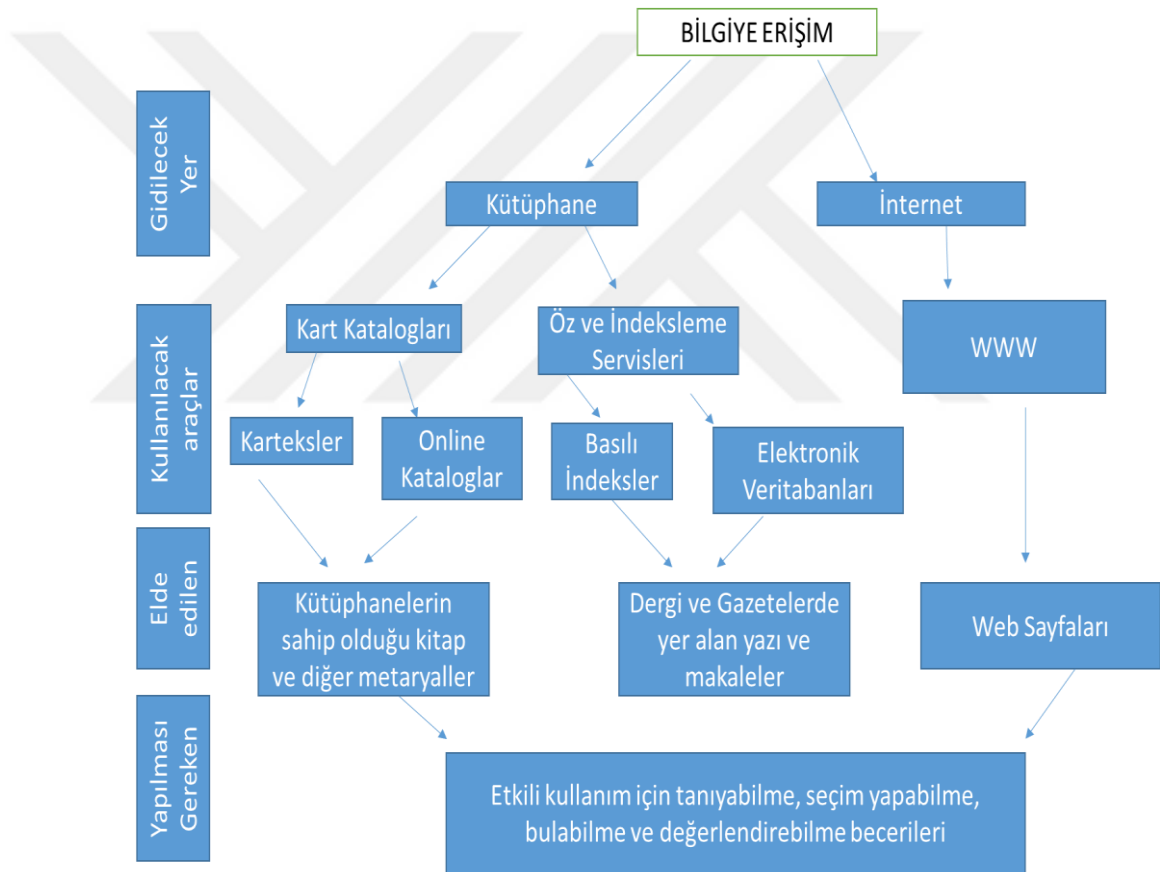 BİLGİYE ERİŞİM
Gidilecek
Yer
Kütüphane
İnternet
Kullanılacak
araçlar
Kart Katalogları
Öz ve İndeksleme
Servisleri
WWW
Karteksler
Online
Kataloglar
Basılı
İndeksler
Elektronik
Veritabanları
Elde
edilen
Kütüphanelerin
sahip olduğu kitap
ve diğer metaryaller
Dergi ve Gazetelerde
yer alan yazı ve
makaleler
Web Sayfaları
Yapılması
Gereken
Etkili kullanım için tanıyabilme, seçim yapabilme,
bulabilme ve değerlendirebilme becerileri